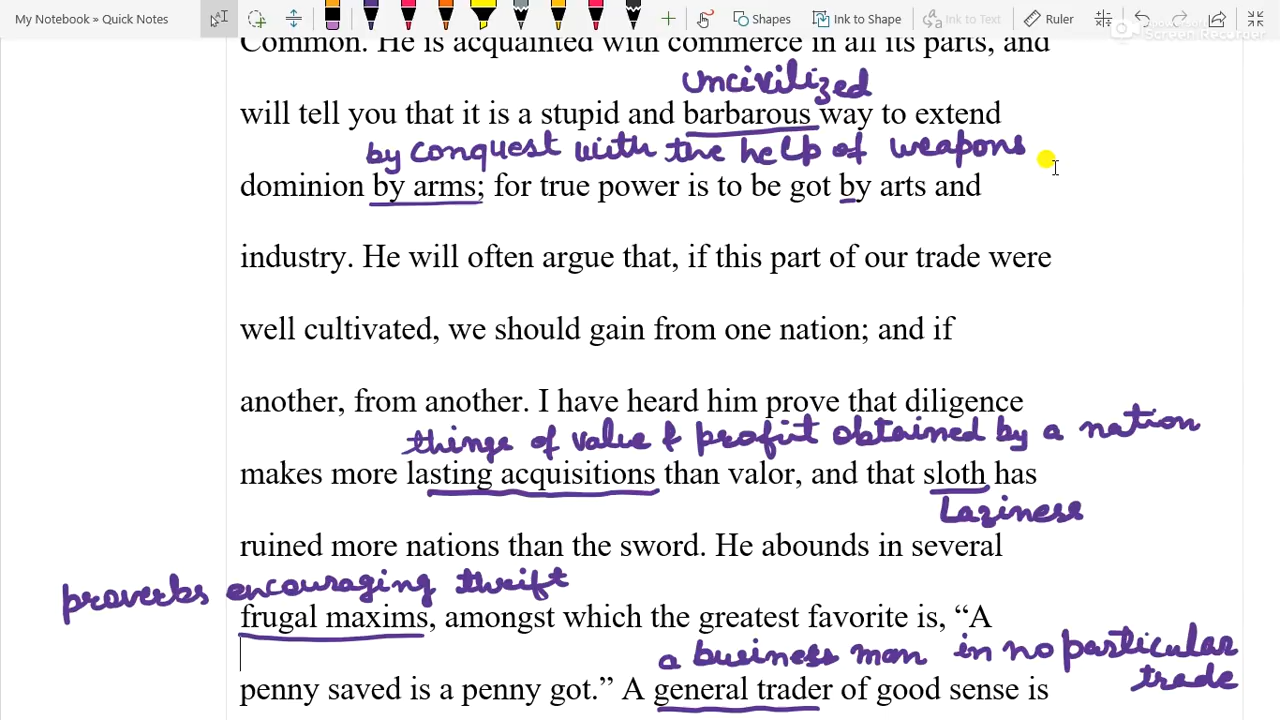 My Notebook » Quick Notes
Shapes Ink to Shape Ink to Text Ruler
Screen Recorder
Common. He is acquainted with commerce in all its parts, and
uncivilized
will tell you that it is a stupid and barbarous way to extend
by conquest with the help of weapons
dominion by arms; for true power is to be got by arts and
industry. He will often argue that, if this part of our trade were
well cultivated, we should gain from one nation; and if
another, from another. I have heard him prove that diligence
things of value & profit obtained by a nation
makes more lasting acquisitions than valor, and that sloth has
Laziness
ruined more nations than the sword. He abounds in several
proverbs encouraging thrift
frugal maxims, amongst which the greatest favorite is, “A
a business man in no particular
trade
penny saved is a penny got.” A general trader of good sense is